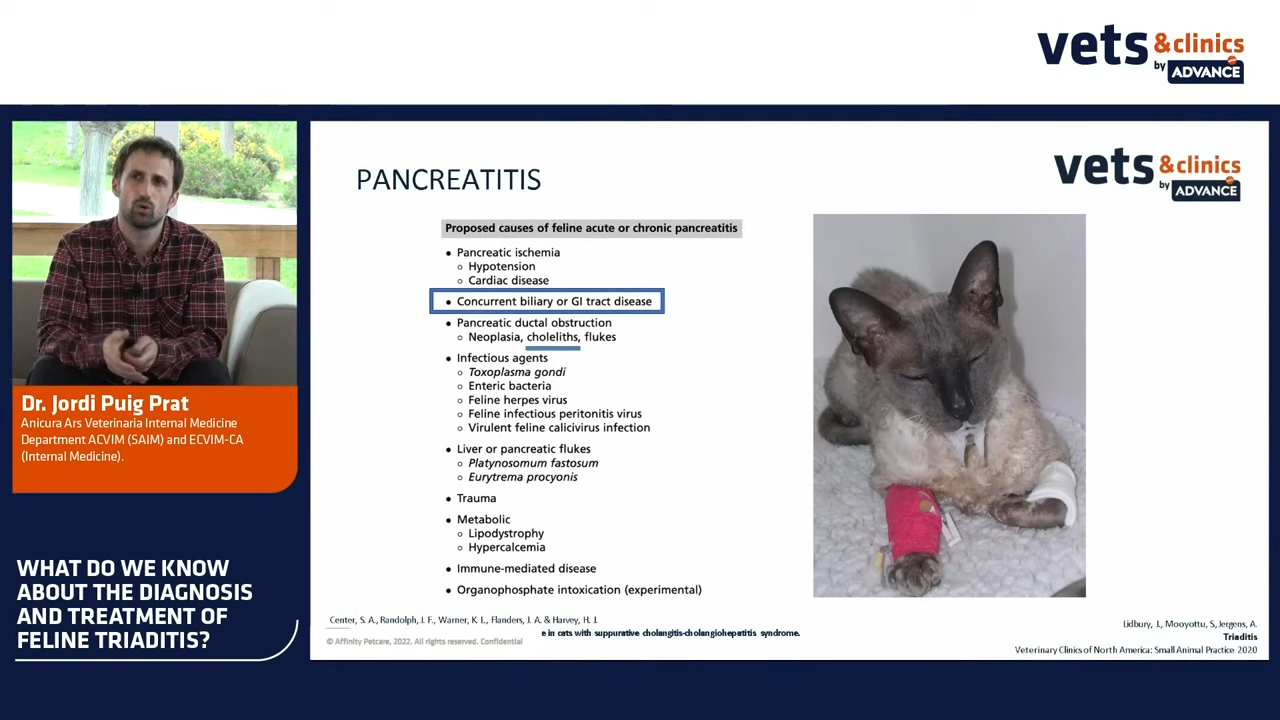 vets &clinics
by ADVANCE
Dr. Jordi Puig Prat
Anicura Ars Veterinaria Internal Medicine
Department ACVIM (SAIM) and ECVIM-CA
(Internal Medicine).
WHAT DO WE KNOW
ABOUT THE DIAGNOSIS
AND TREATMENT OF
FELINE TRIADITIS?
PANCREATITIS
vets &clinics
by ADVANCE
Proposed causes of feline acute or chronic pancreatitis
• Pancreatic ischemia
○ Hypotension
○ Cardiac disease
• Concurrent biliary or GI tract disease
• Pancreatic ductal obstruction
○ Neoplasia, choleliths, flukes
• Infectious agents
○ Toxoplasma gondi
○ Enteric bacteria
○ Feline herpes virus
○ Feline infectious peritonitis virus
○ Virulent feline calicivirus infection
• Liver or pancreatic flukes
○ Platynosomum fastosum
○ Eurytrema procyonis
• Trauma
• Metabolic
○ Lipodystrophy
○ Hypercalcemia
• Immune-mediated disease
• Organophosphate intoxication (experimental)
Center, S. A., Randolph, J. F., Warner, K. L., Flanders, J. A. & Harvey, H. J.
e in cats with suppurative cholangitis-cholangiohepatitis syndrome.
© Affinity Petcare, 2022. All rights reserved. Confidential
Lidbury, J., Mooyottu, S, Jergens, A.
Triaditis
Veterinary Clinics of North America: Small Animal Practice 2020